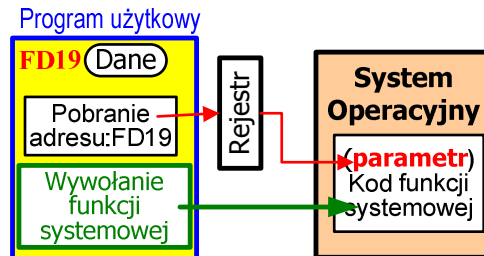 Program użytkowy
FD19 Dane
Pobranie
adresu:FD19
Wywołanie
funkcji
systemowej
Rejestr
System
Operacyjny
(parametr)
Kod funkcji
systemowej